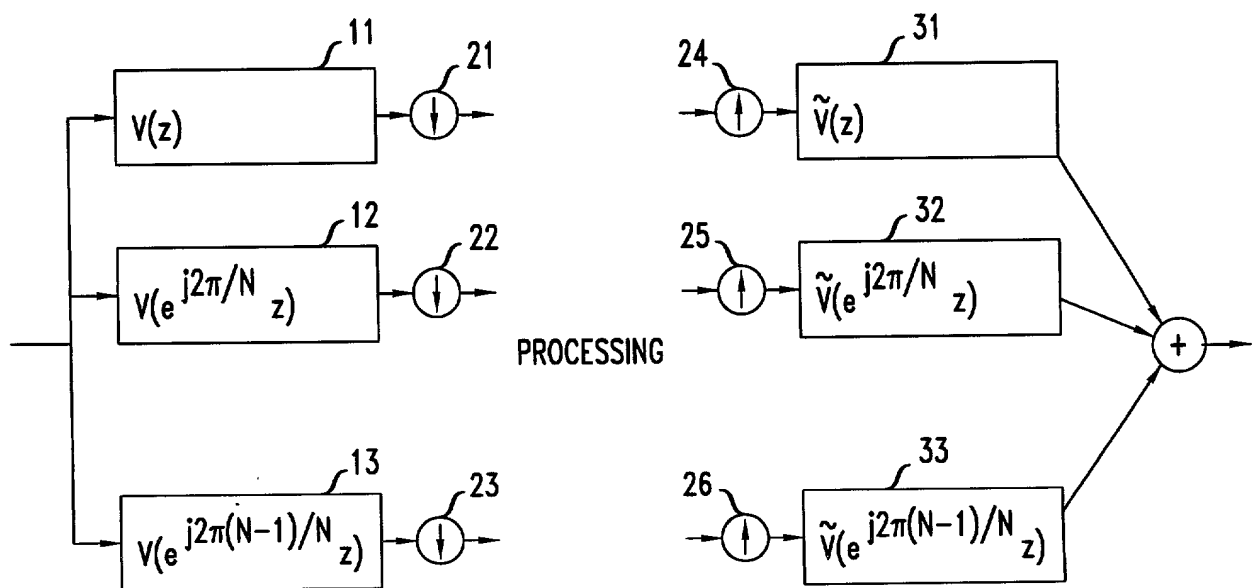 11
21
V(z)
↓
24
31
↑
Ṽ(z)
12
22
V(e^{j2π/N} z)
↓
25
32
↑
Ṽ(e^{j2π/N} z)
PROCESSING
+
13
23
V(e^{j2π(N-1)/N} z)
↓
26
33
↑
Ṽ(e^{j2π(N-1)/N} z)